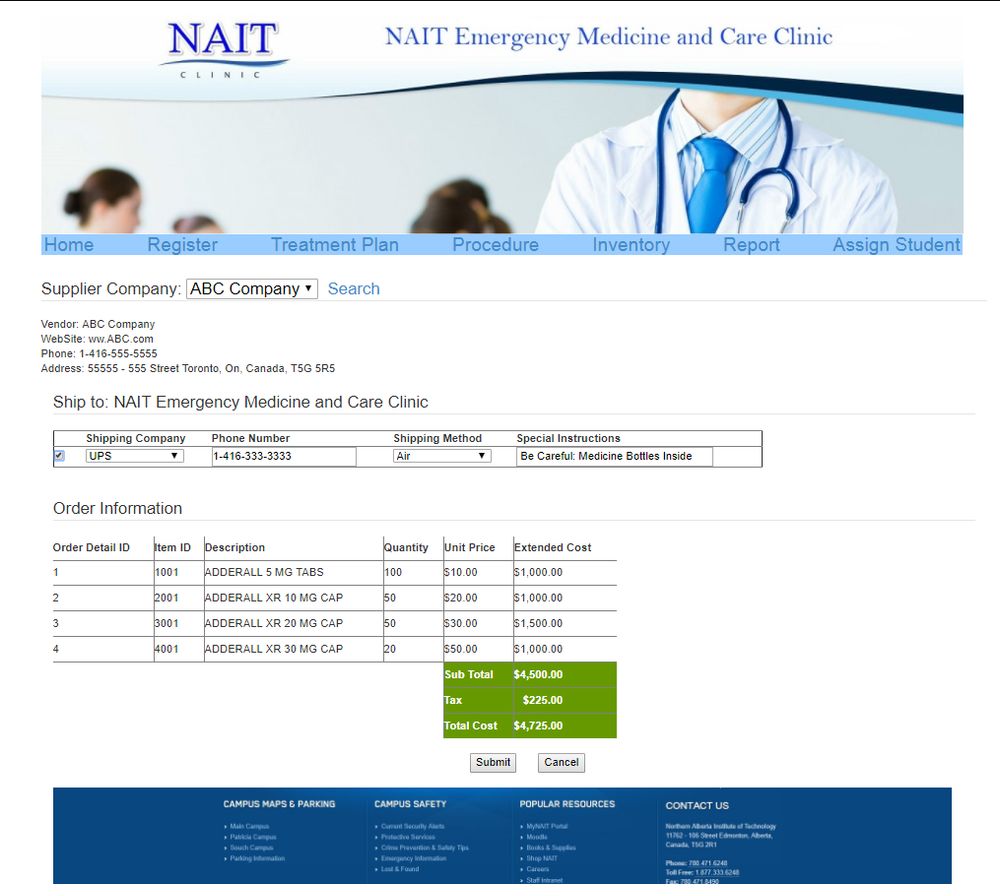 NAIT
CLINIC
NAIT Emergency Medicine and Care Clinic
Home Register Treatment Plan Procedure Inventory Report Assign Student
Supplier Company: ABC Company Search
Vendor: ABC Company
WebSite: ww.ABC.com
Phone: 1-416-555-5555
Address: 55555 - 555 Street Toronto, On, Canada, T5G 5R5
Ship to: NAIT Emergency Medicine and Care Clinic
Shipping Company Phone Number Shipping Method Special Instructions
UPS 1-416-333-3333 Air Be Careful: Medicine Bottles Inside
Order Information
Order Detail ID Item ID Description Quantity Unit Price Extended Cost
1 1001 ADDERALL 5 MG TABS 100 $10.00 $1,000.00
2 2001 ADDERALL XR 10 MG CAP 50 $20.00 $1,000.00
3 3001 ADDERALL XR 20 MG CAP 50 $30.00 $1,500.00
4 4001 ADDERALL XR 30 MG CAP 20 $50.00 $1,000.00
Sub Total $4,500.00
Tax $225.00
Total Cost $4,725.00
Submit Cancel
CAMPUS MAPS & PARKING
Main Campus
Patricia Campus
Souch Campus
Parking Information
CAMPUS SAFETY
Current Security Alerts
Protective Services
Crime Prevention & Safety Tips
Emergency Information
Lost & Found
POPULAR RESOURCES
MyNAIT Portal
Moodle
Books & Supplies
Shop NAIT
Careers
Staff Intranet
CONTACT US
Northern Alberta Institute of Technology
11762 - 106 Street Edmonton, Alberta,
Canada, T5G 2R1
Phone: 780.471.6248
Toll Free: 1.877.333.6248
Fax: 780.471.8490